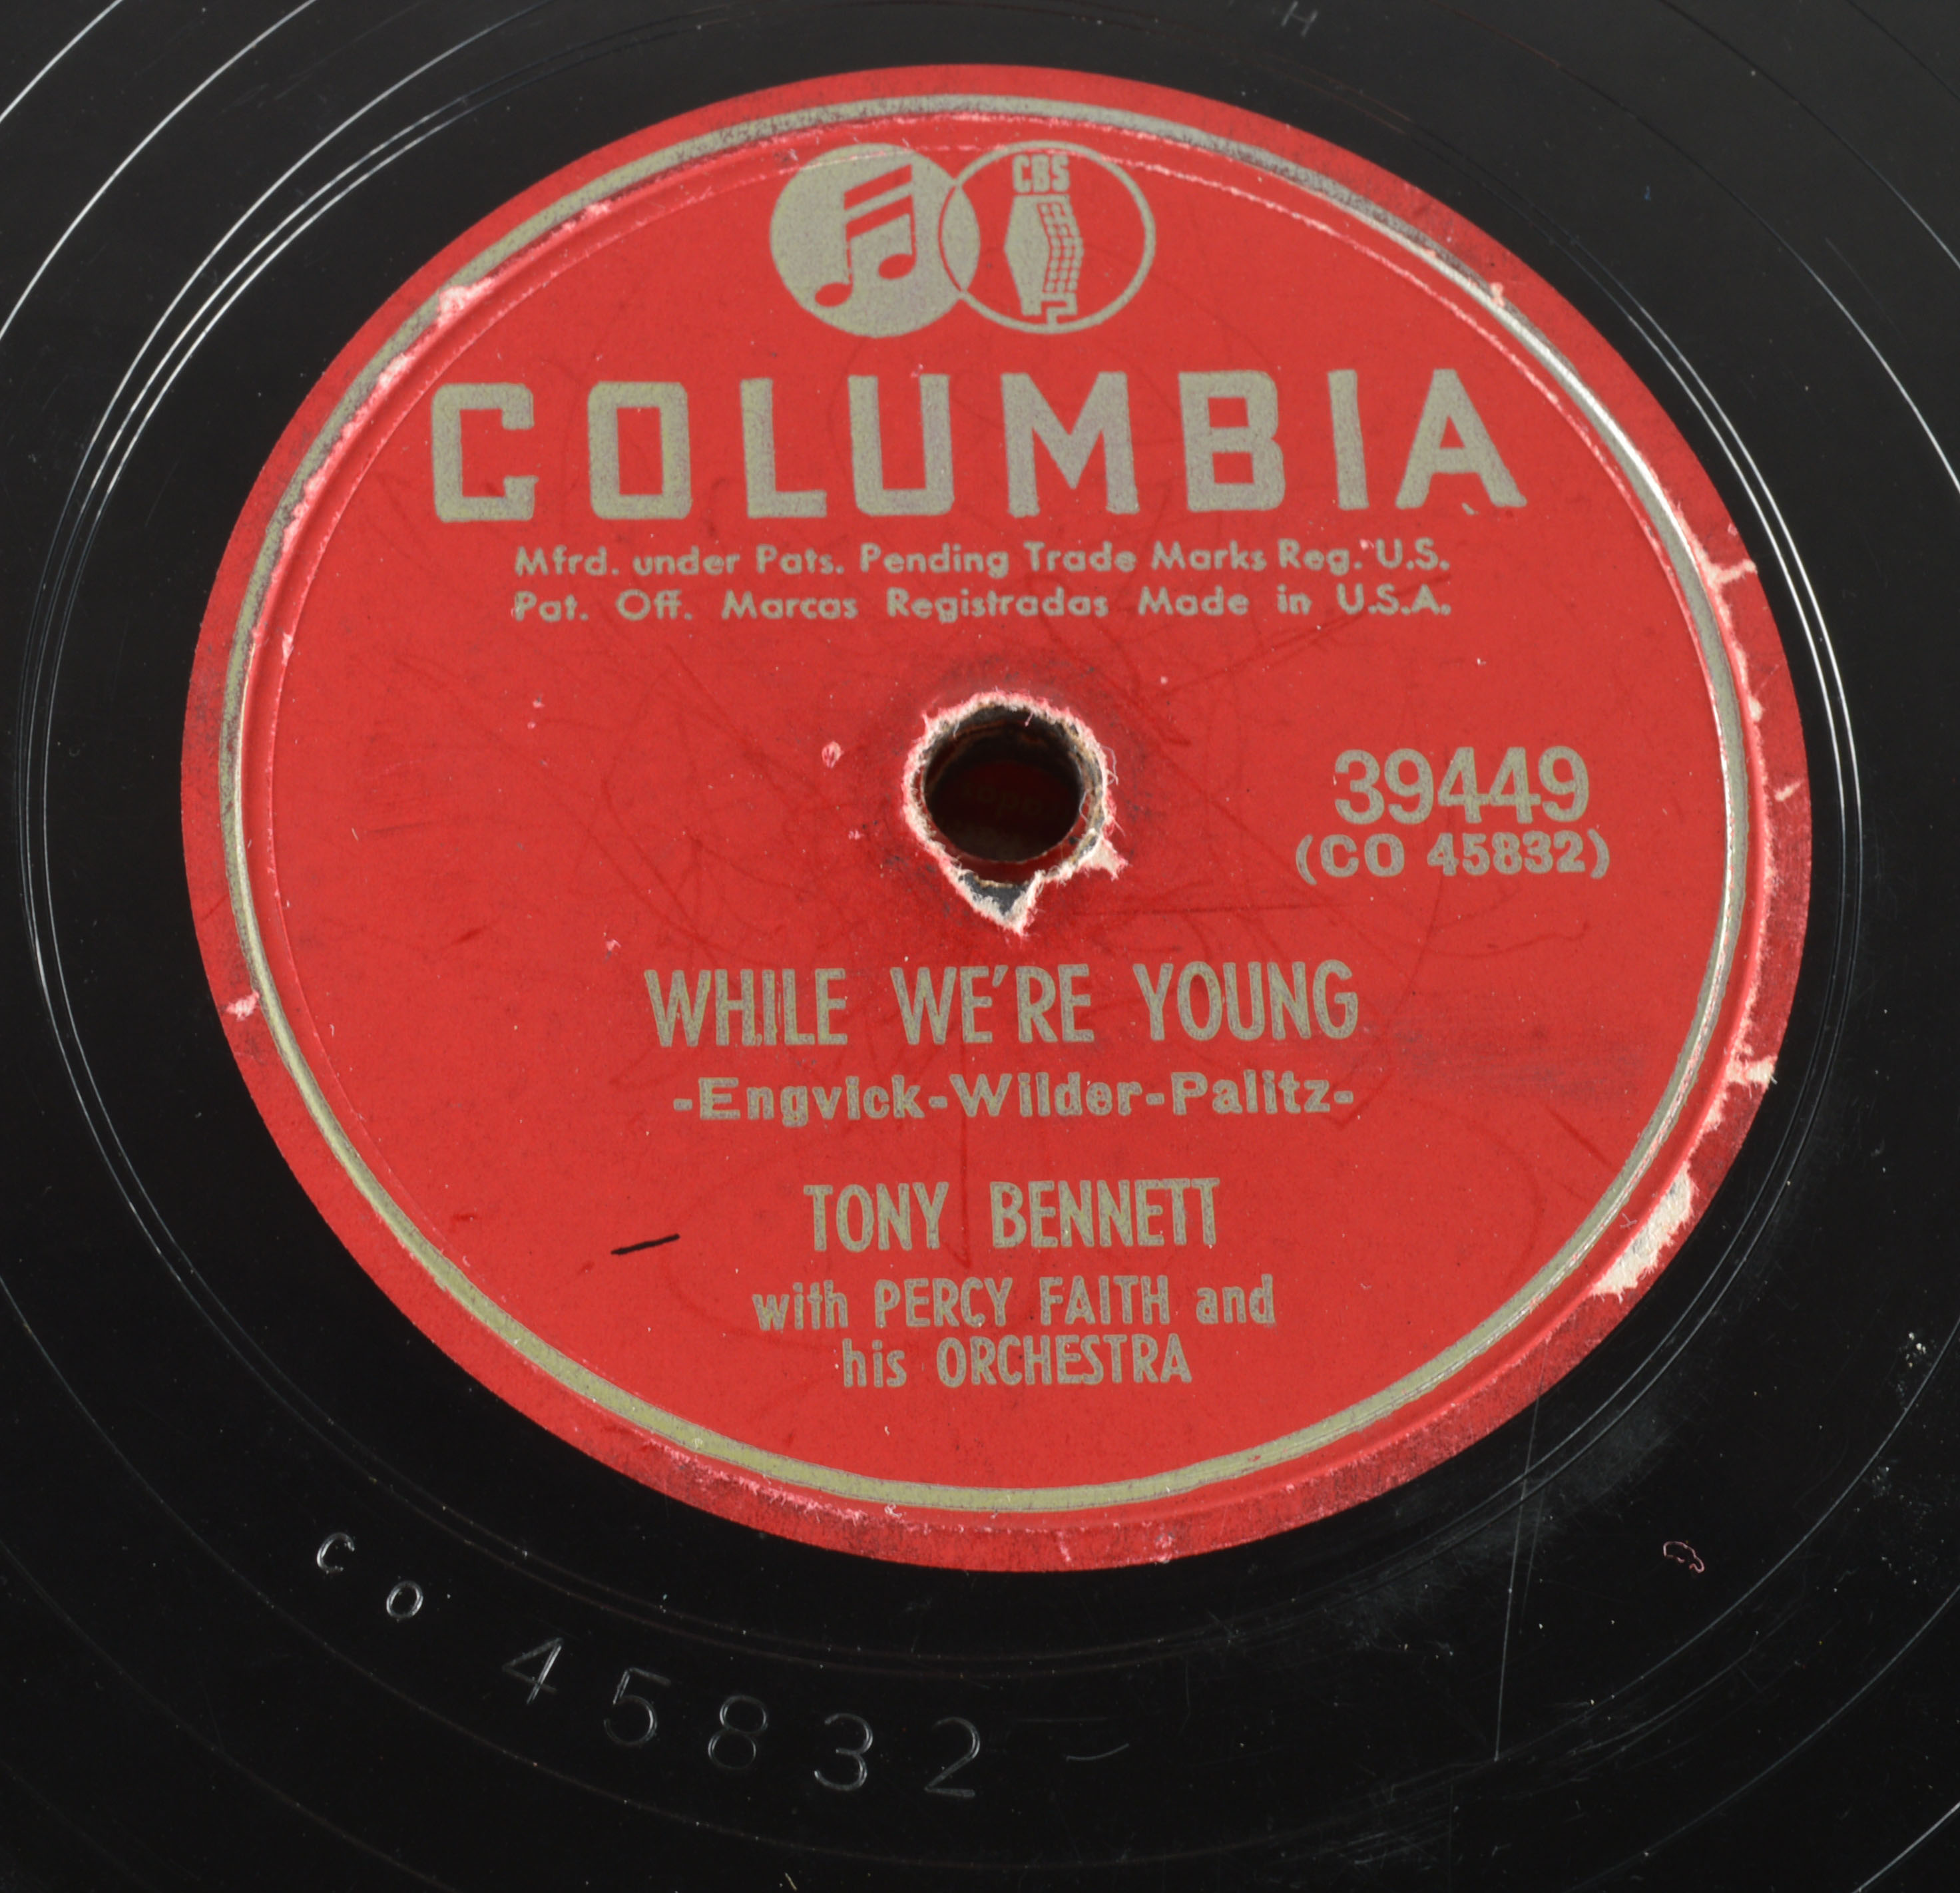 H
CBS
COLUMBIA
Mfrd. under Pats. Pending Trade Marks Reg. U.S.
Pat. Off. Marcas Registradas Made in U.S.A.
39449
(CO 45832)
WHILE WE'RE YOUNG
-Engvick-Wilder-Palitz-
TONY BENNETT
with PERCY FAITH and
his ORCHESTRA
CO 45832